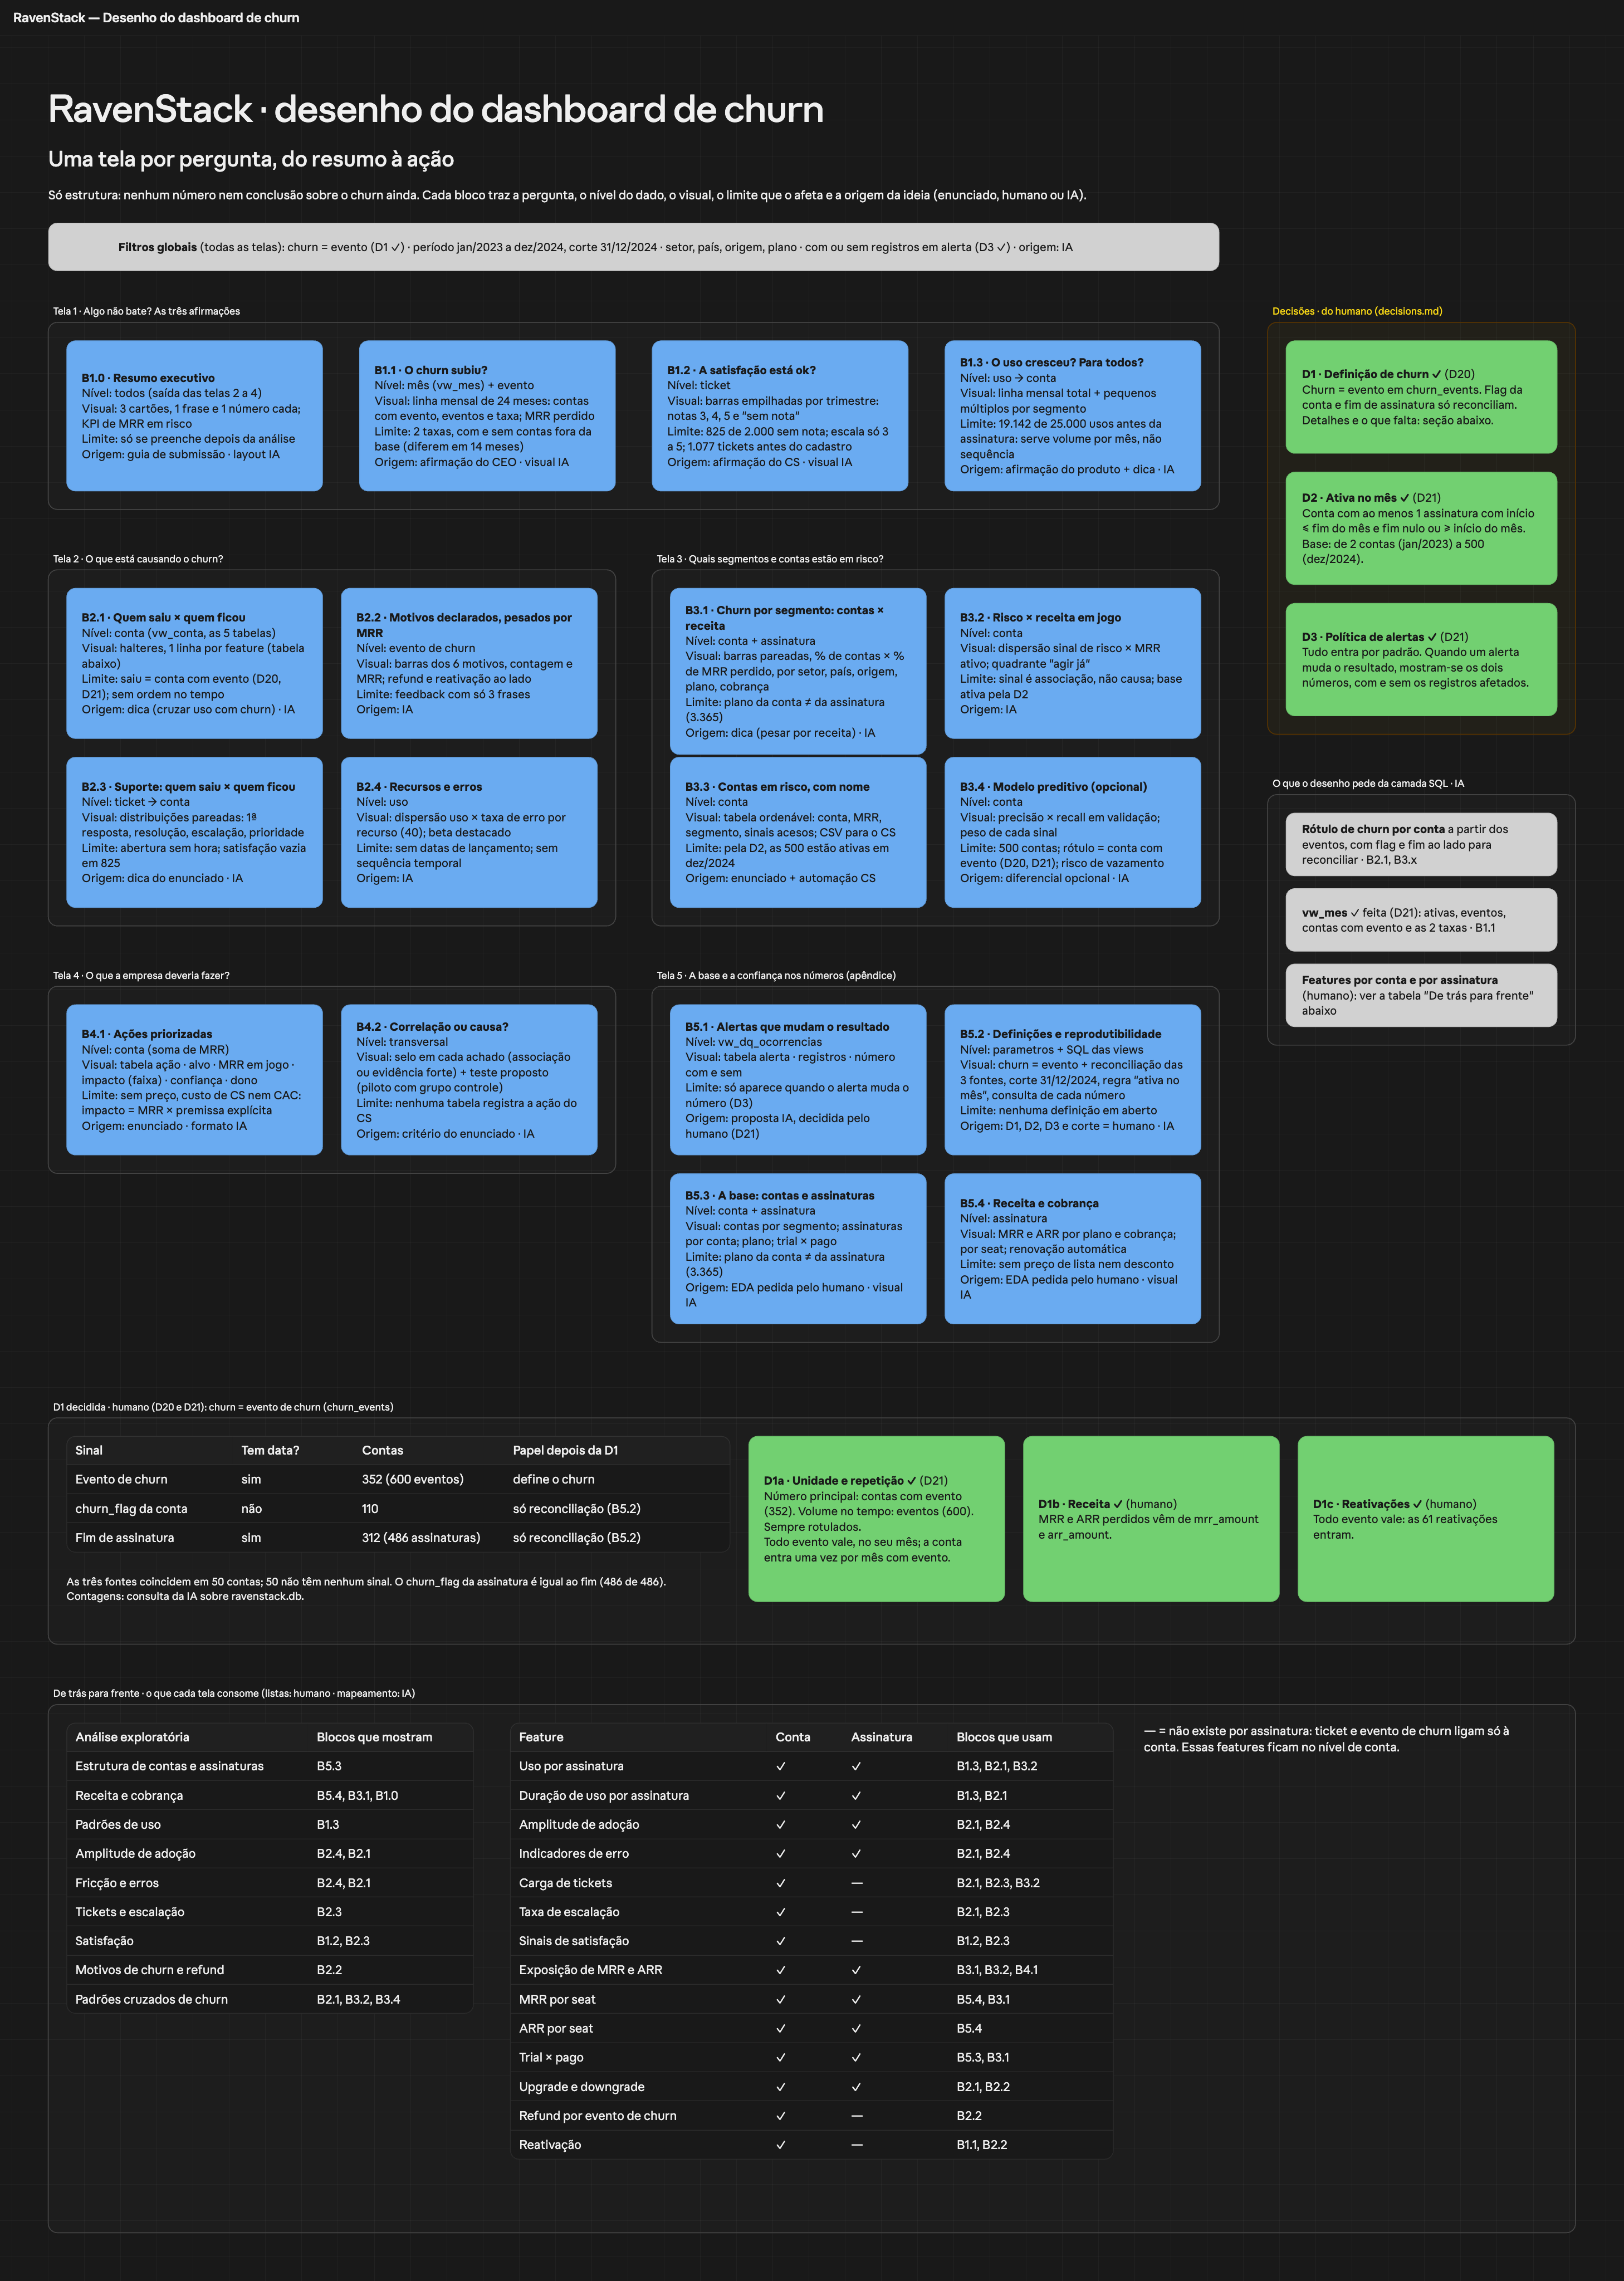 RavenStack — Desenho do dashboard de churn
RavenStack · desenho do dashboard de churn
Uma tela por pergunta, do resumo à ação
Só estrutura: nenhum número nem conclusão sobre o churn ainda. Cada bloco traz a pergunta, o nível do dado, o visual, o limite que o afeta e a origem da ideia (enunciado, humano ou IA).
Filtros globais (todas as telas): churn = evento (D1 ✓) · período jan/2023 a dez/2024, corte 31/12/2024 · setor, país, origem, plano · com ou sem registros em alerta (D3 ✓) · origem: IA
Tela 1 · Algo não bate? As três afirmações
B1.0 · Resumo executivo
Nível: todos (saída das telas 2 a 4)
Visual: 3 cartões, 1 frase e 1 número cada;
KPI de MRR em risco
Limite: só se preenche depois da análise
Origem: guia de submissão · layout IA
B1.1 · O churn subiu?
Nível: mês (vw_mes) + evento
Visual: linha mensal de 24 meses: contas
com evento, eventos e taxa; MRR perdido
Limite: 2 taxas, com e sem contas fora da
base (diferem em 14 meses)
Origem: afirmação do CEO · visual IA
B1.2 · A satisfação está ok?
Nível: ticket
Visual: barras empilhadas por trimestre:
notas 3, 4, 5 e "sem nota"
Limite: 825 de 2.000 sem nota; escala só 3
a 5; 1.077 tickets antes do cadastro
Origem: afirmação do CS · visual IA
B1.3 · O uso cresceu? Para todos?
Nível: uso → conta
Visual: linha mensal total + pequenos
múltiplos por segmento
Limite: 19.142 de 25.000 usos antes da
assinatura: serve volume por mês, não
sequência
Origem: afirmação do produto + dica · IA
Decisões · do humano (decisions.md)
D1 · Definição de churn ✓ (D20)
Churn = evento em churn_events. Flag da
conta e fim de assinatura só reconciliam.
Detalhes e o que falta: seção abaixo.
D2 · Ativa no mês ✓ (D21)
Conta com ao menos 1 assinatura com início
≤ fim do mês e fim nulo ou ≥ início do mês.
Base: de 2 contas (jan/2023) a 500
(dez/2024).
D3 · Política de alertas ✓ (D21)
Tudo entra por padrão. Quando um alerta
muda o resultado, mostram-se os dois
números, com e sem os registros afetados.
Tela 2 · O que está causando o churn?
B2.1 · Quem saiu × quem ficou
Nível: conta (vw_conta, as 5 tabelas)
Visual: halteres, 1 linha por feature (tabela
abaixo)
Limite: saiu = conta com evento (D20,
D21); sem ordem no tempo
Origem: dica (cruzar uso com churn) · IA
B2.2 · Motivos declarados, pesados por
MRR
Nível: evento de churn
Visual: barras dos 6 motivos, contagem e
MRR; refund e reativação ao lado
Limite: feedback com só 3 frases
Origem: IA
B2.3 · Suporte: quem saiu × quem ficou
Nível: ticket → conta
Visual: distribuições pareadas: 1ª
resposta, resolução, escalação, prioridade
Limite: abertura sem hora; satisfação vazia
em 825
Origem: dica do enunciado · IA
B2.4 · Recursos e erros
Nível: uso
Visual: dispersão uso × taxa de erro por
recurso (40); beta destacado
Limite: sem datas de lançamento; sem
sequência temporal
Origem: IA
Tela 3 · Quais segmentos e contas estão em risco?
B3.1 · Churn por segmento: contas ×
receita
Nível: conta + assinatura
Visual: barras pareadas, % de contas × %
de MRR perdido, por setor, país, origem,
plano, cobrança
Limite: plano da conta ≠ da assinatura
(3.365)
Origem: dica (pesar por receita) · IA
B3.2 · Risco × receita em jogo
Nível: conta
Visual: dispersão sinal de risco × MRR
ativo; quadrante "agir já"
Limite: sinal é associação, não causa; base
ativa pela D2
Origem: IA
B3.3 · Contas em risco, com nome
Nível: conta
Visual: tabela ordenável: conta, MRR,
segmento, sinais acesos; CSV para o CS
Limite: pela D2, as 500 estão ativas em
dez/2024
Origem: enunciado + automação CS
B3.4 · Modelo preditivo (opcional)
Nível: conta
Visual: precisão × recall em validação;
peso de cada sinal
Limite: 500 contas; rótulo = conta com
evento (D20, D21); risco de vazamento
Origem: diferencial opcional · IA
O que o desenho pede da camada SQL · IA
Rótulo de churn por conta a partir dos
eventos, com flag e fim ao lado para
reconciliar · B2.1, B3.x
vw_mes ✓ feita (D21): ativas, eventos,
contas com evento e as 2 taxas · B1.1
Features por conta e por assinatura
(humano): ver a tabela "De trás para frente"
abaixo
Tela 4 · O que a empresa deveria fazer?
B4.1 · Ações priorizadas
Nível: conta (soma de MRR)
Visual: tabela ação · alvo · MRR em jogo ·
impacto (faixa) · confiança · dono
Limite: sem preço, custo de CS nem CAC:
impacto = MRR × premissa explícita
Origem: enunciado · formato IA
B4.2 · Correlação ou causa?
Nível: transversal
Visual: selo em cada achado (associação
ou evidência forte) + teste proposto
(piloto com grupo controle)
Limite: nenhuma tabela registra a ação do
CS
Origem: critério do enunciado · IA
Tela 5 · A base e a confiança nos números (apêndice)
B5.1 · Alertas que mudam o resultado
Nível: vw_dq_ocorrencias
Visual: tabela alerta · registros · número
com e sem
Limite: só aparece quando o alerta muda o
número (D3)
Origem: proposta IA, decidida pelo
humano (D21)
B5.2 · Definições e reprodutibilidade
Nível: parametros + SQL das views
Visual: churn = evento + reconciliação das
3 fontes, corte 31/12/2024, regra "ativa no
mês", consulta de cada número
Limite: nenhuma definição em aberto
Origem: D1, D2, D3 e corte = humano · IA
B5.3 · A base: contas e assinaturas
Nível: conta + assinatura
Visual: contas por segmento; assinaturas
por conta; plano; trial × pago
Limite: plano da conta ≠ da assinatura
(3.365)
Origem: EDA pedida pelo humano · visual
IA
B5.4 · Receita e cobrança
Nível: assinatura
Visual: MRR e ARR por plano e cobrança;
por seat; renovação automática
Limite: sem preço de lista nem desconto
Origem: EDA pedida pelo humano · visual
IA
D1 decidida · humano (D20 e D21): churn = evento de churn (churn_events)
Sinal Tem data? Contas Papel depois da D1
Evento de churn sim 352 (600 eventos) define o churn
churn_flag da conta não 110 só reconciliação (B5.2)
Fim de assinatura sim 312 (486 assinaturas) só reconciliação (B5.2)
As três fontes coincidem em 50 contas; 50 não têm nenhum sinal. O churn_flag da assinatura é igual ao fim (486 de 486).
Contagens: consulta da IA sobre ravenstack.db.
D1a · Unidade e repetição ✓ (D21)
Número principal: contas com evento
(352). Volume no tempo: eventos (600).
Sempre rotulados.
Todo evento vale, no seu mês; a conta
entra uma vez por mês com evento.
D1b · Receita ✓ (humano)
MRR e ARR perdidos vêm de mrr_amount
e arr_amount.
D1c · Reativações ✓ (humano)
Todo evento vale: as 61 reativações
entram.
De trás para frente · o que cada tela consome (listas: humano · mapeamento: IA)
Análise exploratória Blocos que mostram
Estrutura de contas e assinaturas B5.3
Receita e cobrança B5.4, B3.1, B1.0
Padrões de uso B1.3
Amplitude de adoção B2.4, B2.1
Fricção e erros B2.4, B2.1
Tickets e escalação B2.3
Satisfação B1.2, B2.3
Motivos de churn e refund B2.2
Padrões cruzados de churn B2.1, B3.2, B3.4
Feature Conta Assinatura Blocos que usam
Uso por assinatura ✓ ✓ B1.3, B2.1, B3.2
Duração de uso por assinatura ✓ ✓ B1.3, B2.1
Amplitude de adoção ✓ ✓ B2.1, B2.4
Indicadores de erro ✓ ✓ B2.1, B2.4
Carga de tickets ✓ — B2.1, B2.3, B3.2
Taxa de escalação ✓ — B2.1, B2.3
Sinais de satisfação ✓ — B1.2, B2.3
Exposição de MRR e ARR ✓ ✓ B3.1, B3.2, B4.1
MRR por seat ✓ ✓ B5.4, B3.1
ARR por seat ✓ ✓ B5.4
Trial × pago ✓ ✓ B5.3, B3.1
Upgrade e downgrade ✓ ✓ B2.1, B2.2
Refund por evento de churn ✓ — B2.2
Reativação ✓ — B1.1, B2.2
— = não existe por assinatura: ticket e evento de churn ligam só à
conta. Essas features ficam no nível de conta.